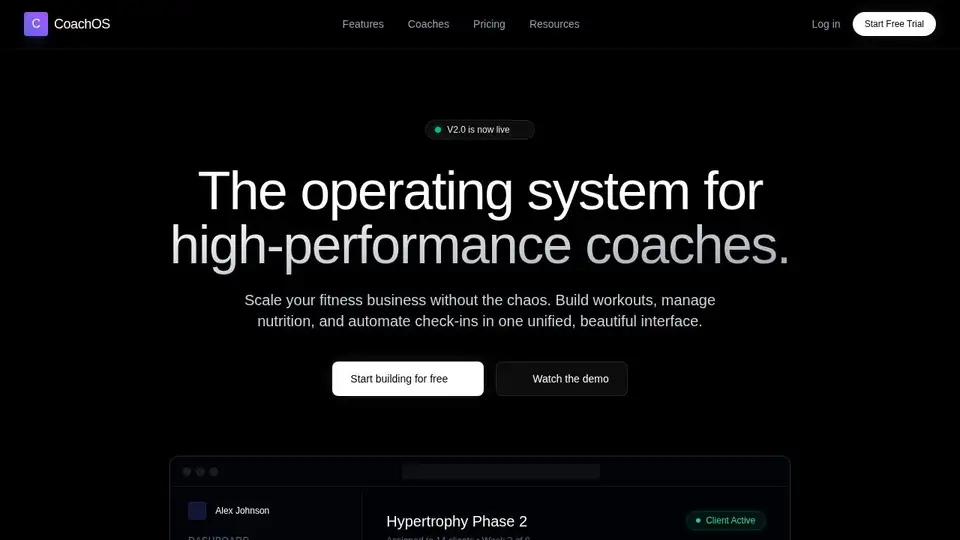 C
CoachOS
Features
Coaches
Pricing
Resources
Log in
Start Free Trial
V2.0 is now live
The operating system for
high-performance coaches.
Scale your fitness business without the chaos. Build workouts, manage
nutrition, and automate check-ins in one unified, beautiful interface.
Start building for free
Watch the demo
Alex Johnson
Hypertrophy Phase 2
Client Active
DASHBOARD